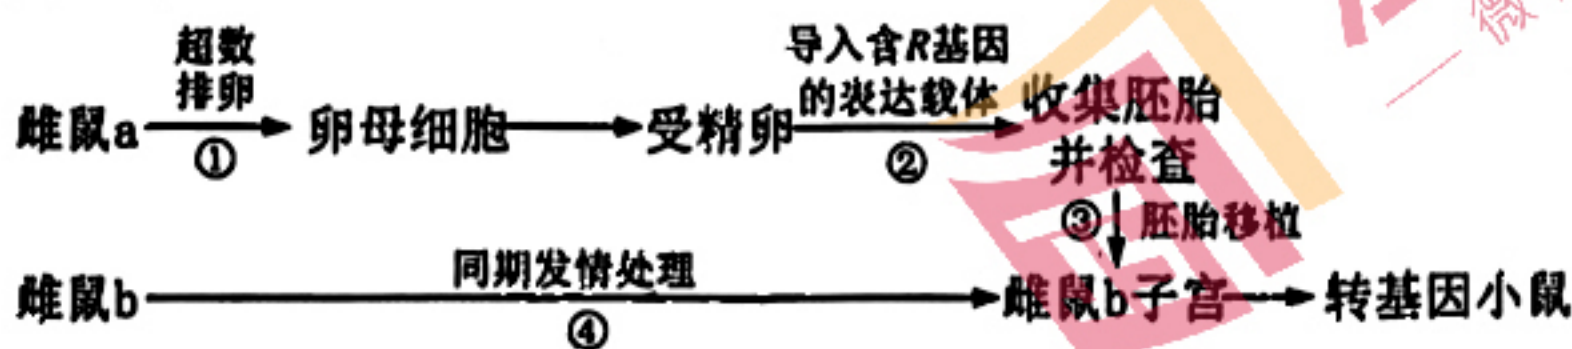 超数
排卵
导入含R基因
的表达载体
雌鼠a
①
卵母细胞
受精卵
②
收集胚胎
并检查
③
胚胎移植
同期发情处理
雌鼠b
④
雌鼠b子宫
转基因小鼠
微